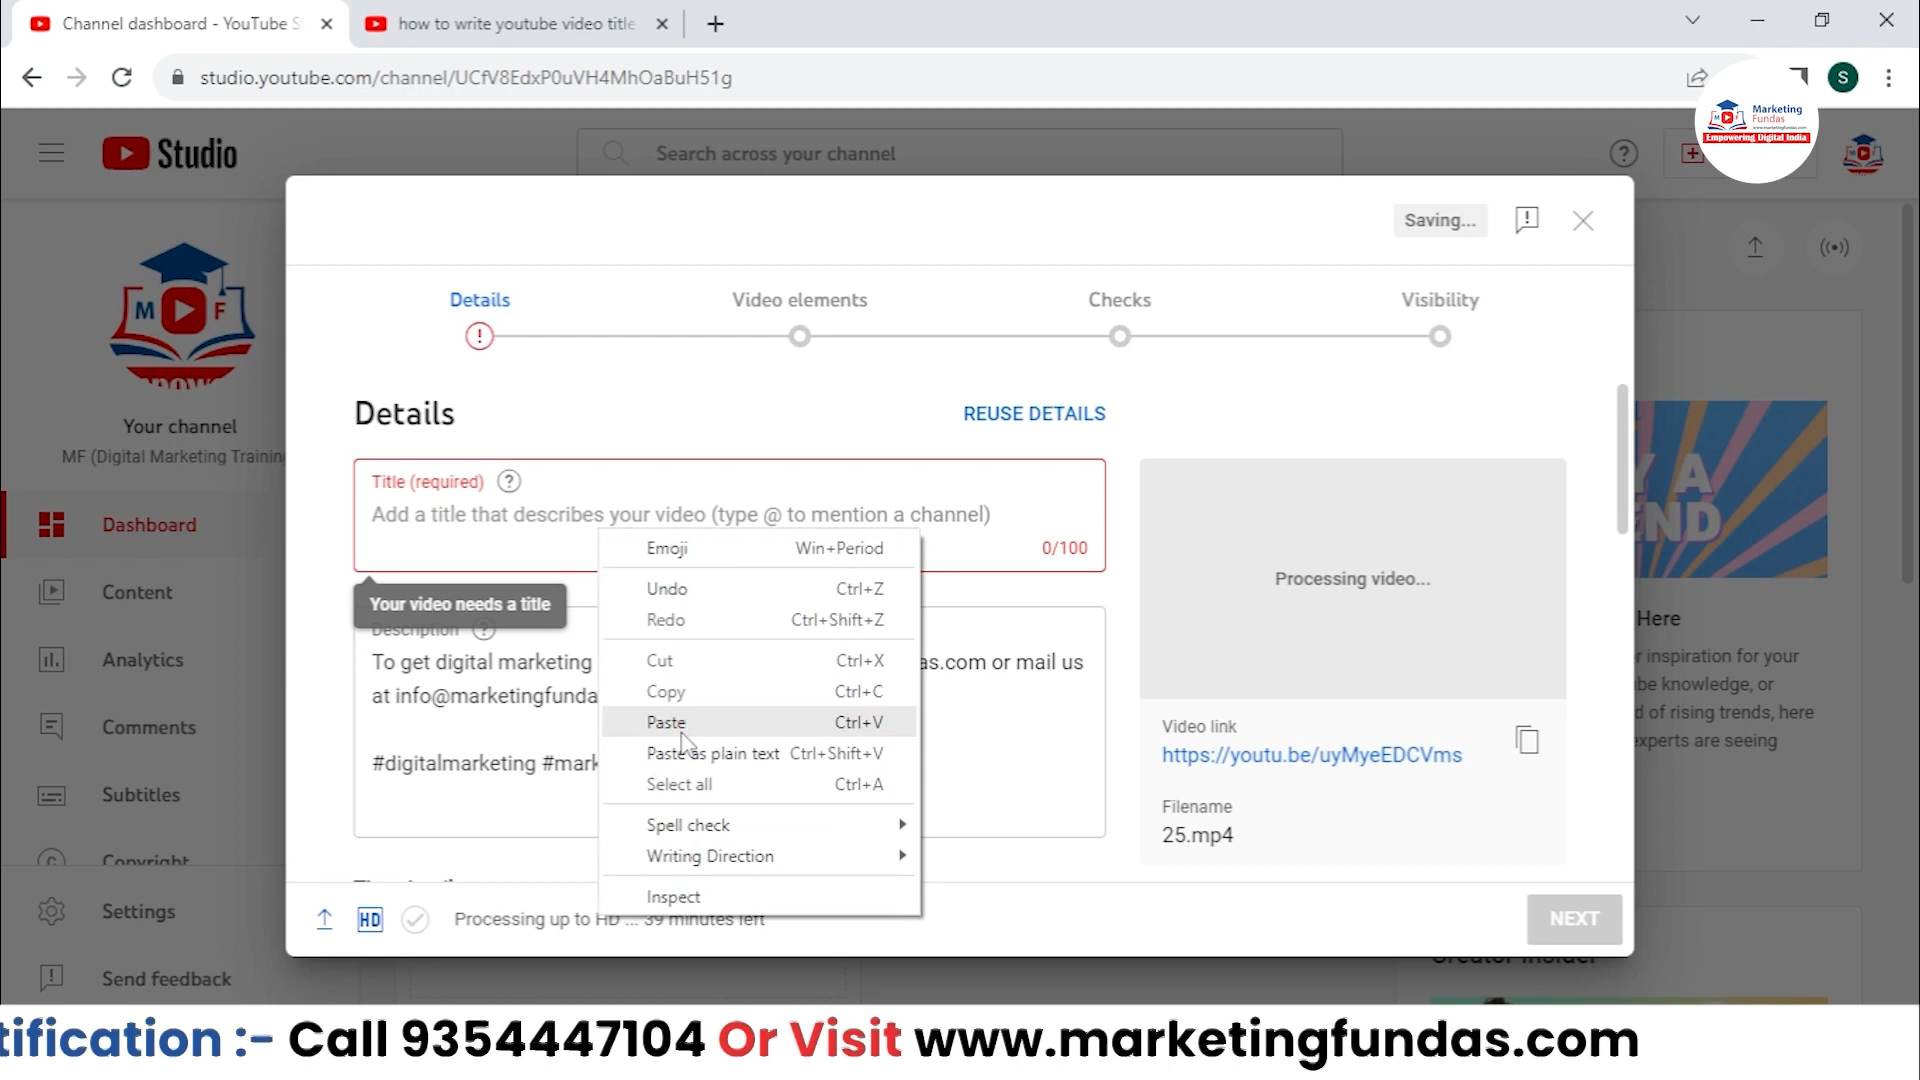 Channel dashboard - YouTube S
how to write youtube video title
studio.youtube.com/channel/UCfV8EdxP0uVH4MhOaBuH51g
S
Marketing
Fundas
www.marketingfundas.com
Empowering Digital India
M F
Studio
Search across your channel
Saving...
Details
Video elements
Checks
Visibility
M F
Your channel
MF (Digital Marketing Training
Dashboard
Content
Analytics
Comments
Subtitles
Copyright
Settings
Send feedback
Details
REUSE DETAILS
Title (required)
Add a title that describes your video (type @ to mention a channel)
0/100
Your video needs a title
Description
To get digital marketing
as.com or mail us
at info@marketingfunda
#digitalmarketing #mark
Emoji Win+Period
Undo Ctrl+Z
Redo Ctrl+Shift+Z
Cut Ctrl+X
Copy Ctrl+C
Paste Ctrl+V
Paste as plain text Ctrl+Shift+V
Select all Ctrl+A
Spell check
Writing Direction
Inspect
Processing video...
Video link
https://youtu.be/uyMyeEDCVms
Filename
25.mp4
HD
Processing up to HD ... 39 minutes left
NEXT
Y A
END
Here
r inspiration for your
be knowledge, or
d of rising trends, here
experts are seeing
Creator Insider
tification :- Call 9354447104 Or Visit www.marketingfundas.com